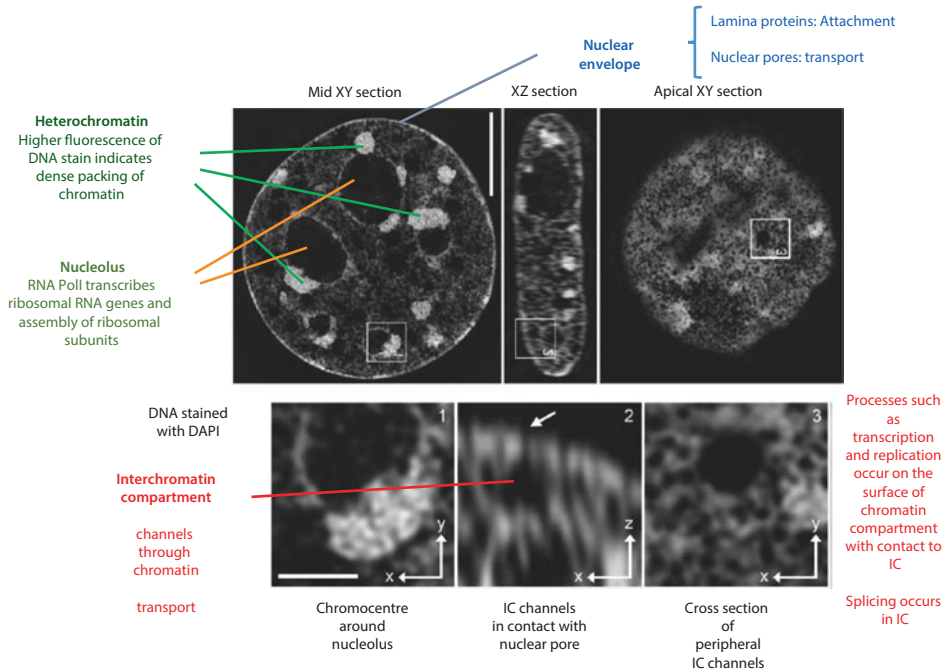 Lamina proteins: Attachment
Nuclear
envelope
Nuclear pores: transport
Mid XY section
XZ section
Apical XY section
Heterochromatin
Higher fluorescence of
DNA stain indicates
dense packing of
chromatin
Nucleolus
RNA Poll transcribes
ribosomal RNA genes and
assembly of ribosomal
subunits
DNA stained
with DAPI
Interchromatin
compartment
channels
through
chromatin
transport
1
y
x
2
z
x
3
y
x
Processes such
as
transcription
and replication
occur on the
surface of
chromatin
compartment
with contact to
IC
Splicing occurs
in IC
Chromocentre
around
nucleolus
IC channels
in contact with
nuclear pore
Cross section
of
peripheral
IC channels